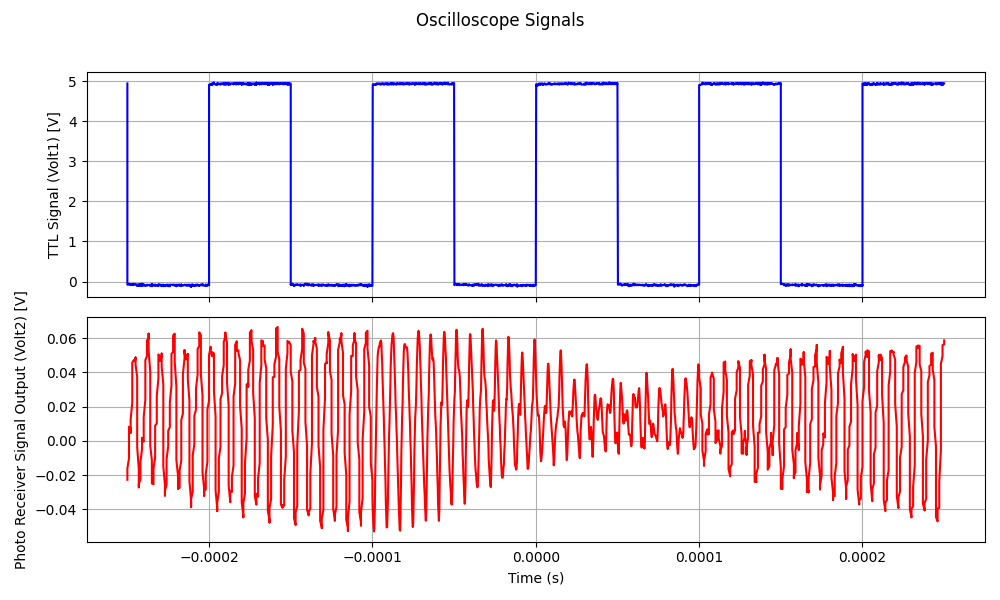 Oscilloscope Signals
TTL Signal (Volt1) [V]
5
4
3
2
1
0
Photo Receiver Signal Output (Volt2) [V]
0.06
0.04
0.02
0.00
−0.02
−0.04
−0.0002 −0.0001 0.0000 0.0001 0.0002
Time (s)